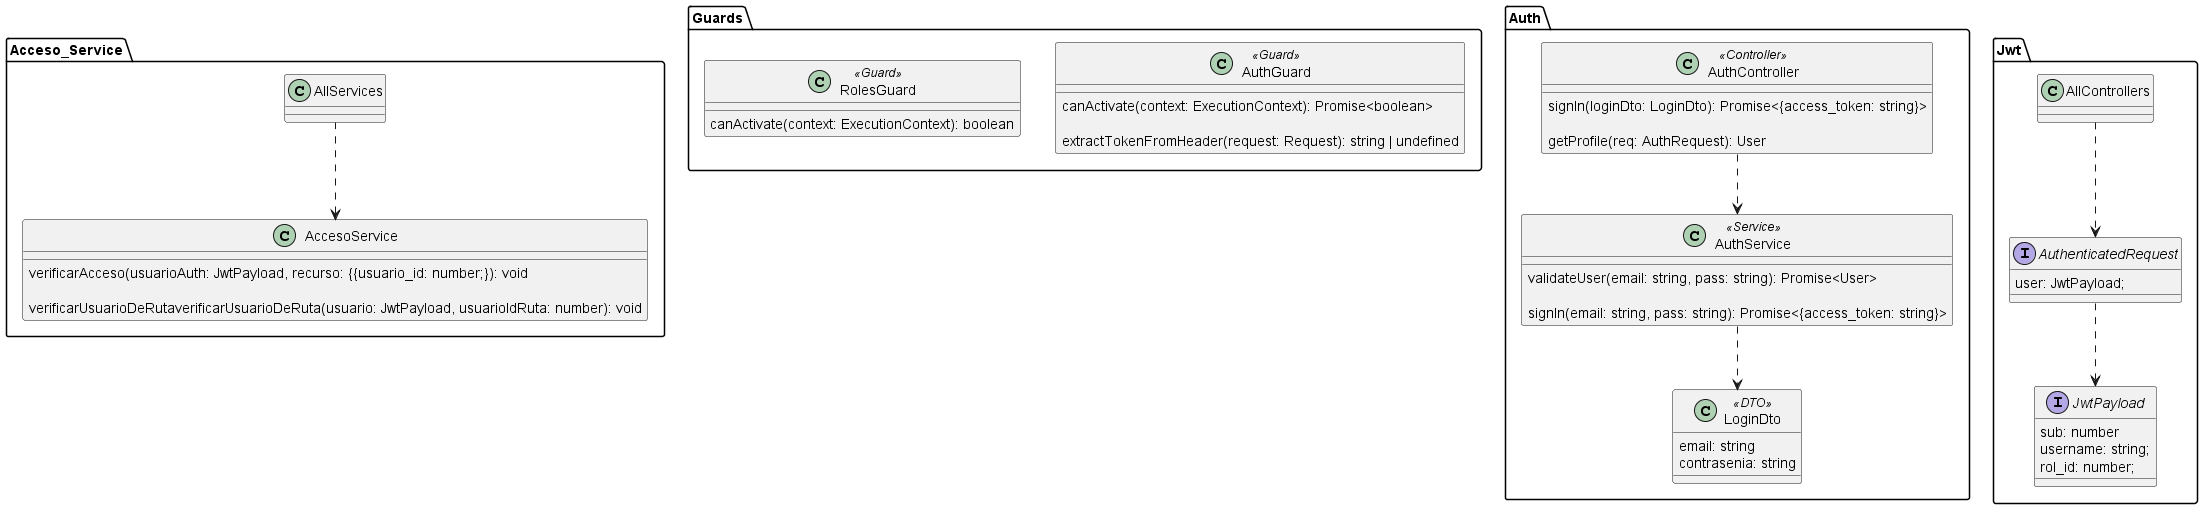 Acceso_Service
C AllServices
C AccesoService
verificarAcceso(usuarioAuth: JwtPayload, recurso: {{usuario_id: number;}): void
verificarUsuarioDeRutaverificarUsuarioDeRuta(usuario: JwtPayload, usuarioIdRuta: number): void
Guards
«Guard»
C RolesGuard
canActivate(context: ExecutionContext): boolean
«Guard»
C AuthGuard
canActivate(context: ExecutionContext): Promise<boolean>
extractTokenFromHeader(request: Request): string | undefined
Auth
«Controller»
C AuthController
signIn(loginDto: LoginDto): Promise<{access_token: string}>
getProfile(req: AuthRequest): User
«Service»
C AuthService
validateUser(email: string, pass: string): Promise<User>
signIn(email: string, pass: string): Promise<{access_token: string}>
«DTO»
C LoginDto
email: string
contrasenia: string
Jwt
C AllControllers
I AuthenticatedRequest
user: JwtPayload;
I JwtPayload
sub: number
username: string;
rol_id: number;